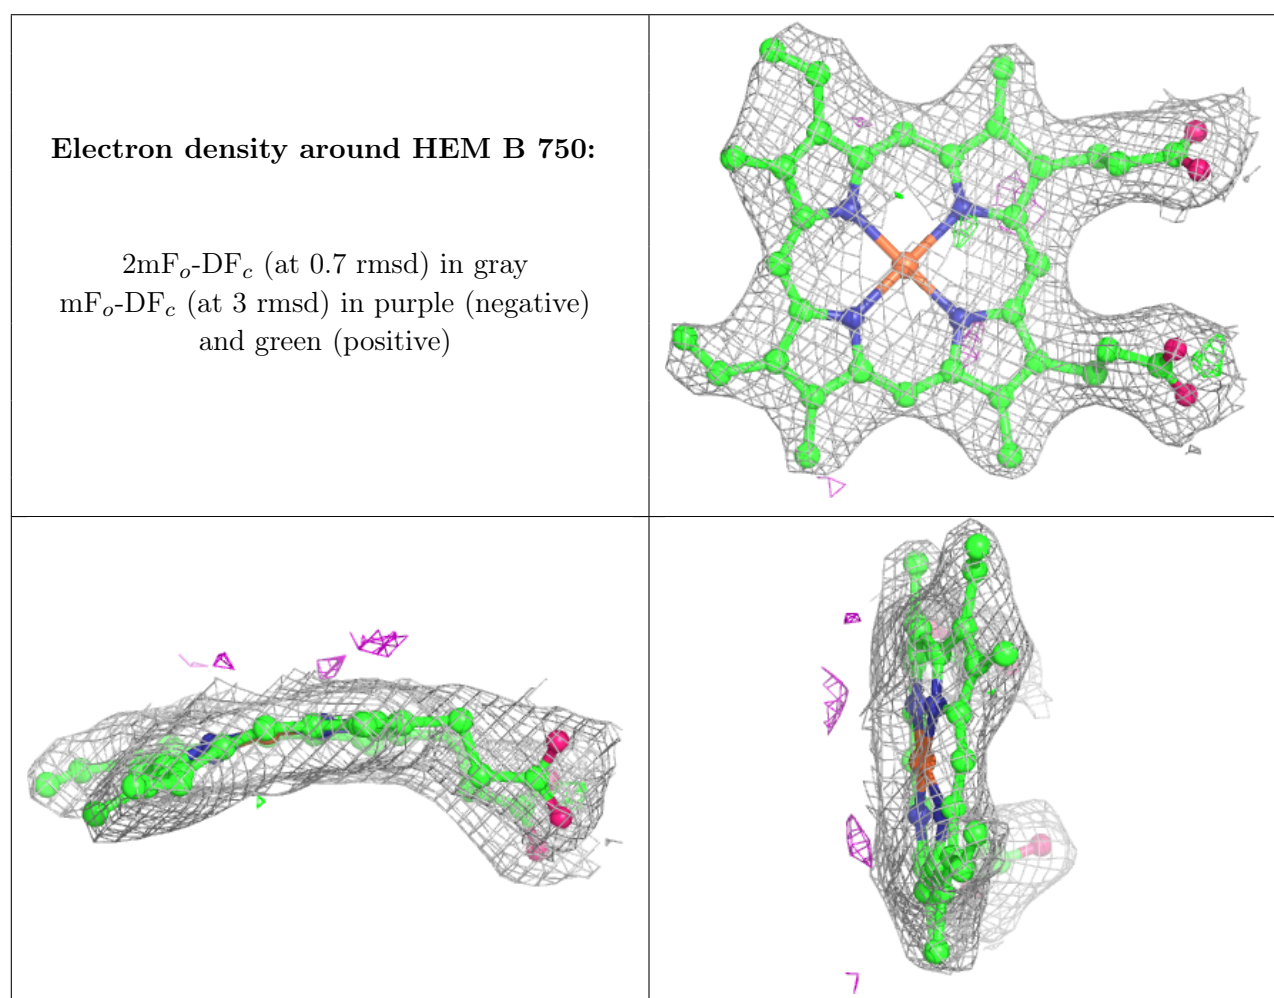 Electron density around HEM B 750:
2mFₒ-DF𝒸 (at 0.7 rmsd) in gray
mFₒ-DF𝒸 (at 3 rmsd) in purple (negative)
and green (positive)